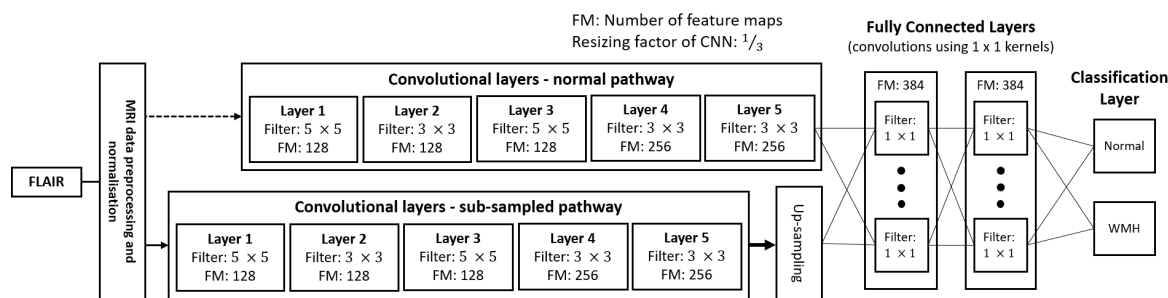 FM: Number of feature maps
Resizing factor of CNN: 1/3
Fully Connected Layers
(convolutions using 1 x 1 kernels)
Classification
Layer
FLAIR
MRI data preprocessing and
normalisation
Convolutional layers - normal pathway
Layer 1
Filter: 5 × 5
FM: 128
Layer 2
Filter: 3 × 3
FM: 128
Layer 3
Filter: 5 × 5
FM: 128
Layer 4
Filter: 3 × 3
FM: 256
Layer 5
Filter: 3 × 3
FM: 256
Convolutional layers - sub-sampled pathway
Layer 1
Filter: 5 × 5
FM: 128
Layer 2
Filter: 3 × 3
FM: 128
Layer 3
Filter: 5 × 5
FM: 128
Layer 4
Filter: 3 × 3
FM: 256
Layer 5
Filter: 3 × 3
FM: 256
Up-sampling
FM: 384
Filter:
1 × 1
Filter:
1 × 1
FM: 384
Filter:
1 × 1
Filter:
1 × 1
Normal
WMH